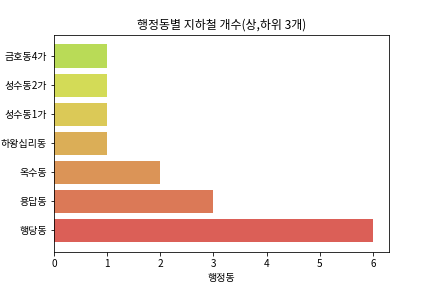 행정동별 지하철 개수(상,하위 3개)
금호동4가
성수동2가
성수동1가
하왕십리동
옥수동
용답동
행당동
0 1 2 3 4 5 6
행정동